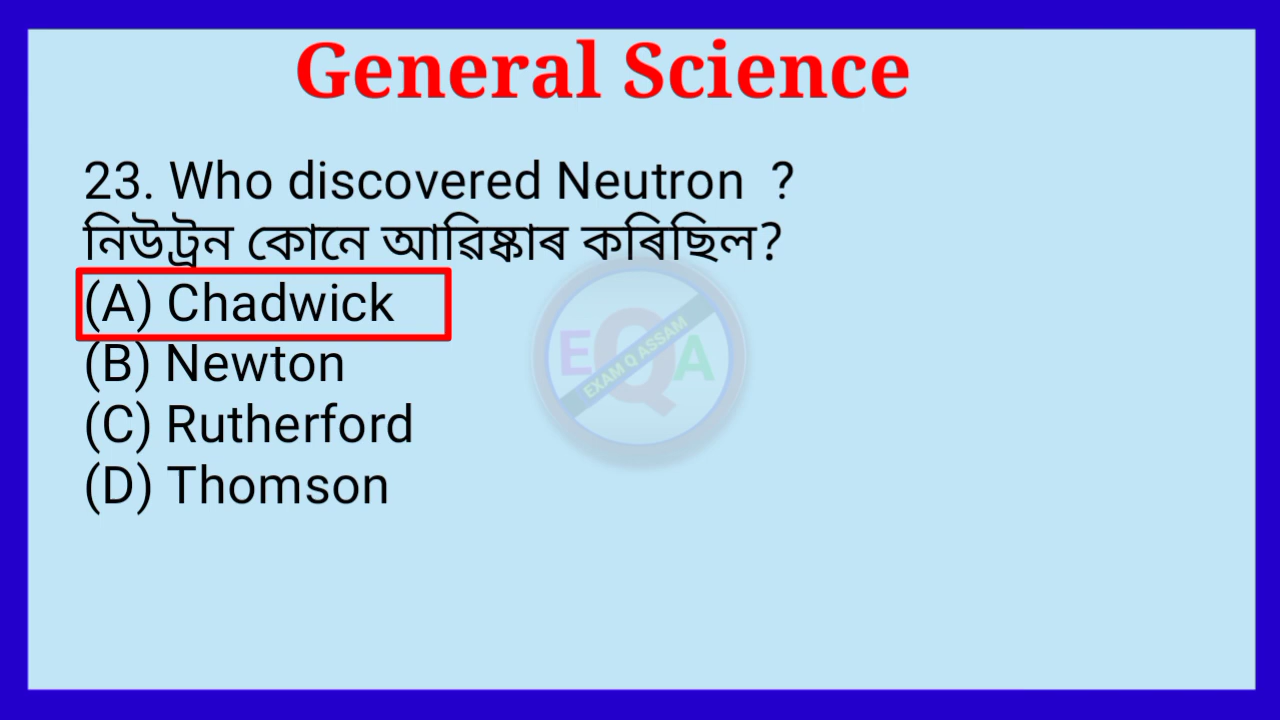 General Science
23. Who discovered Neutron ?
নিউট্ৰন কোনে আৱিষ্কাৰ কৰিছিল?
(A) Chadwick
(B) Newton
(C) Rutherford
(D) Thomson
EQA
EXAM Q ASSAM